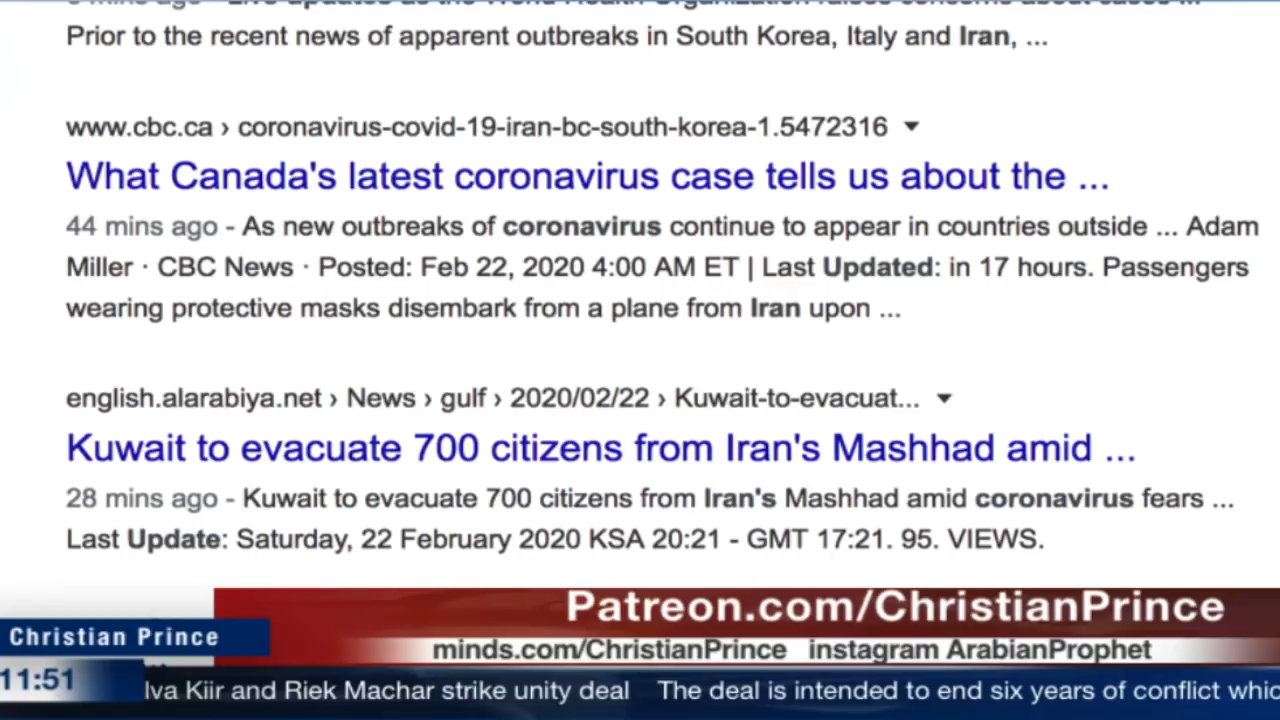 Prior to the recent news of apparent outbreaks in South Korea, Italy and Iran, ...
www.cbc.ca › coronavirus-covid-19-iran-bc-south-korea-1.5472316
What Canada's latest coronavirus case tells us about the ...
44 mins ago - As new outbreaks of coronavirus continue to appear in countries outside ... Adam
Miller · CBC News · Posted: Feb 22, 2020 4:00 AM ET | Last Updated: in 17 hours. Passengers
wearing protective masks disembark from a plane from Iran upon ...
english.alarabiya.net › News › gulf › 2020/02/22 › Kuwait-to-evacuat...
Kuwait to evacuate 700 citizens from Iran's Mashhad amid ...
28 mins ago - Kuwait to evacuate 700 citizens from Iran's Mashhad amid coronavirus fears ...
Last Update: Saturday, 22 February 2020 KSA 20:21 - GMT 17:21. 95. VIEWS.
Patreon.com/ChristianPrince
Christian Prince
minds.com/ChristianPrince instagram ArabianProphet
11:51
lva Kiir and Riek Machar strike unity deal The deal is intended to end six years of conflict whic